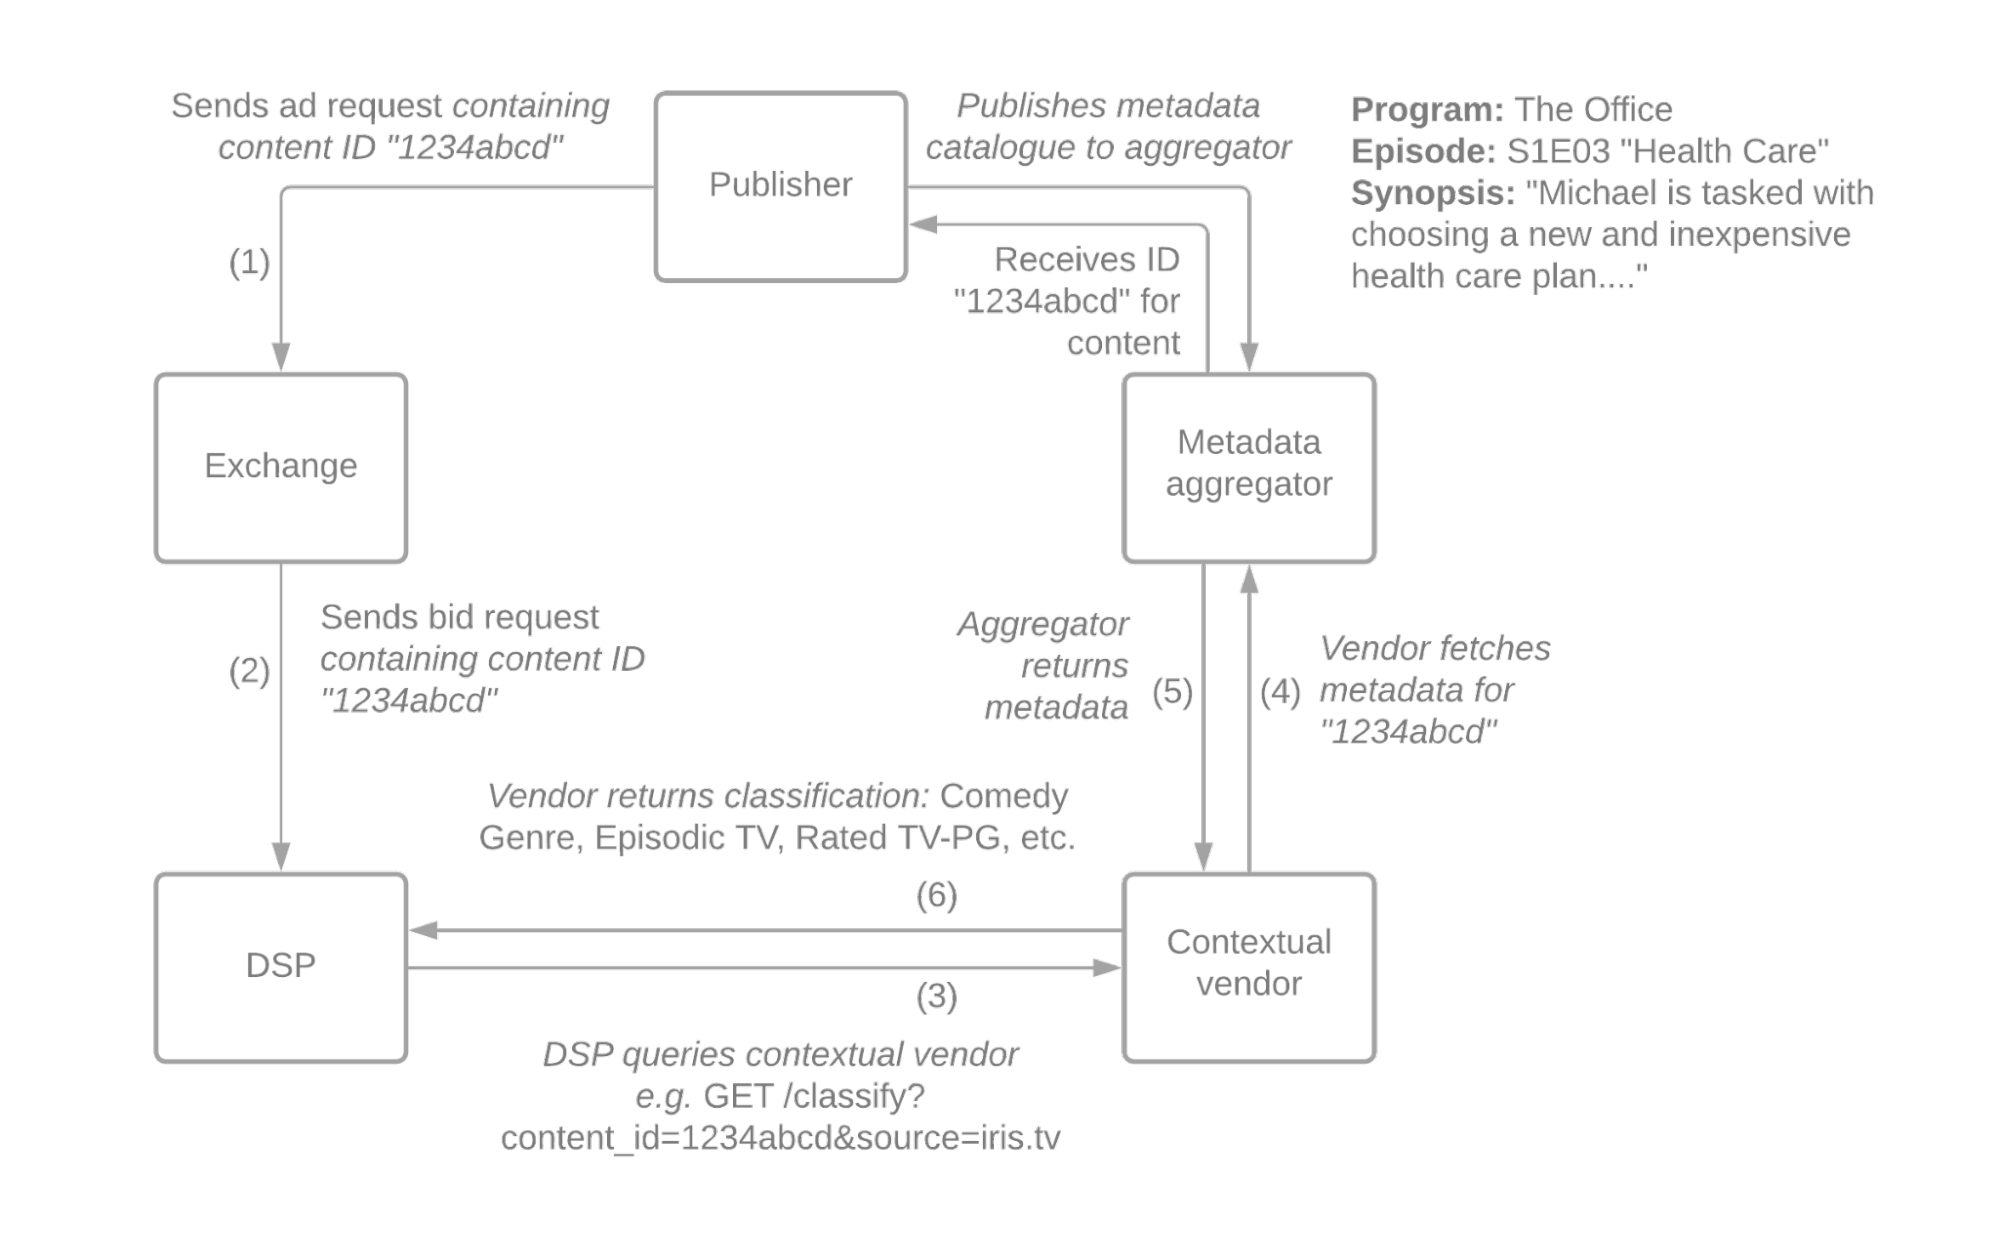 Sends ad request containing
content ID "1234abcd"
Publisher
Publishes metadata
catalogue to aggregator
Program: The Office
Episode: S1E03 "Health Care"
Synopsis: "Michael is tasked with
choosing a new and inexpensive
health care plan...."
(1)
Receives ID
"1234abcd" for
content
Exchange
Metadata
aggregator
(2)
Sends bid request
containing content ID
"1234abcd"
Aggregator
returns
metadata
(5)
(4)
Vendor fetches
metadata for
"1234abcd"
Vendor returns classification: Comedy
Genre, Episodic TV, Rated TV-PG, etc.
(6)
DSP
Contextual
vendor
(3)
DSP queries contextual vendor
e.g. GET /classify?
content_id=1234abcd&source=iris.tv